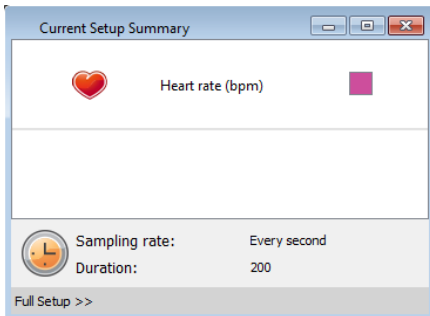 Current Setup Summary
Heart rate (bpm)
Sampling rate: Every second
Duration: 200
Full Setup >>